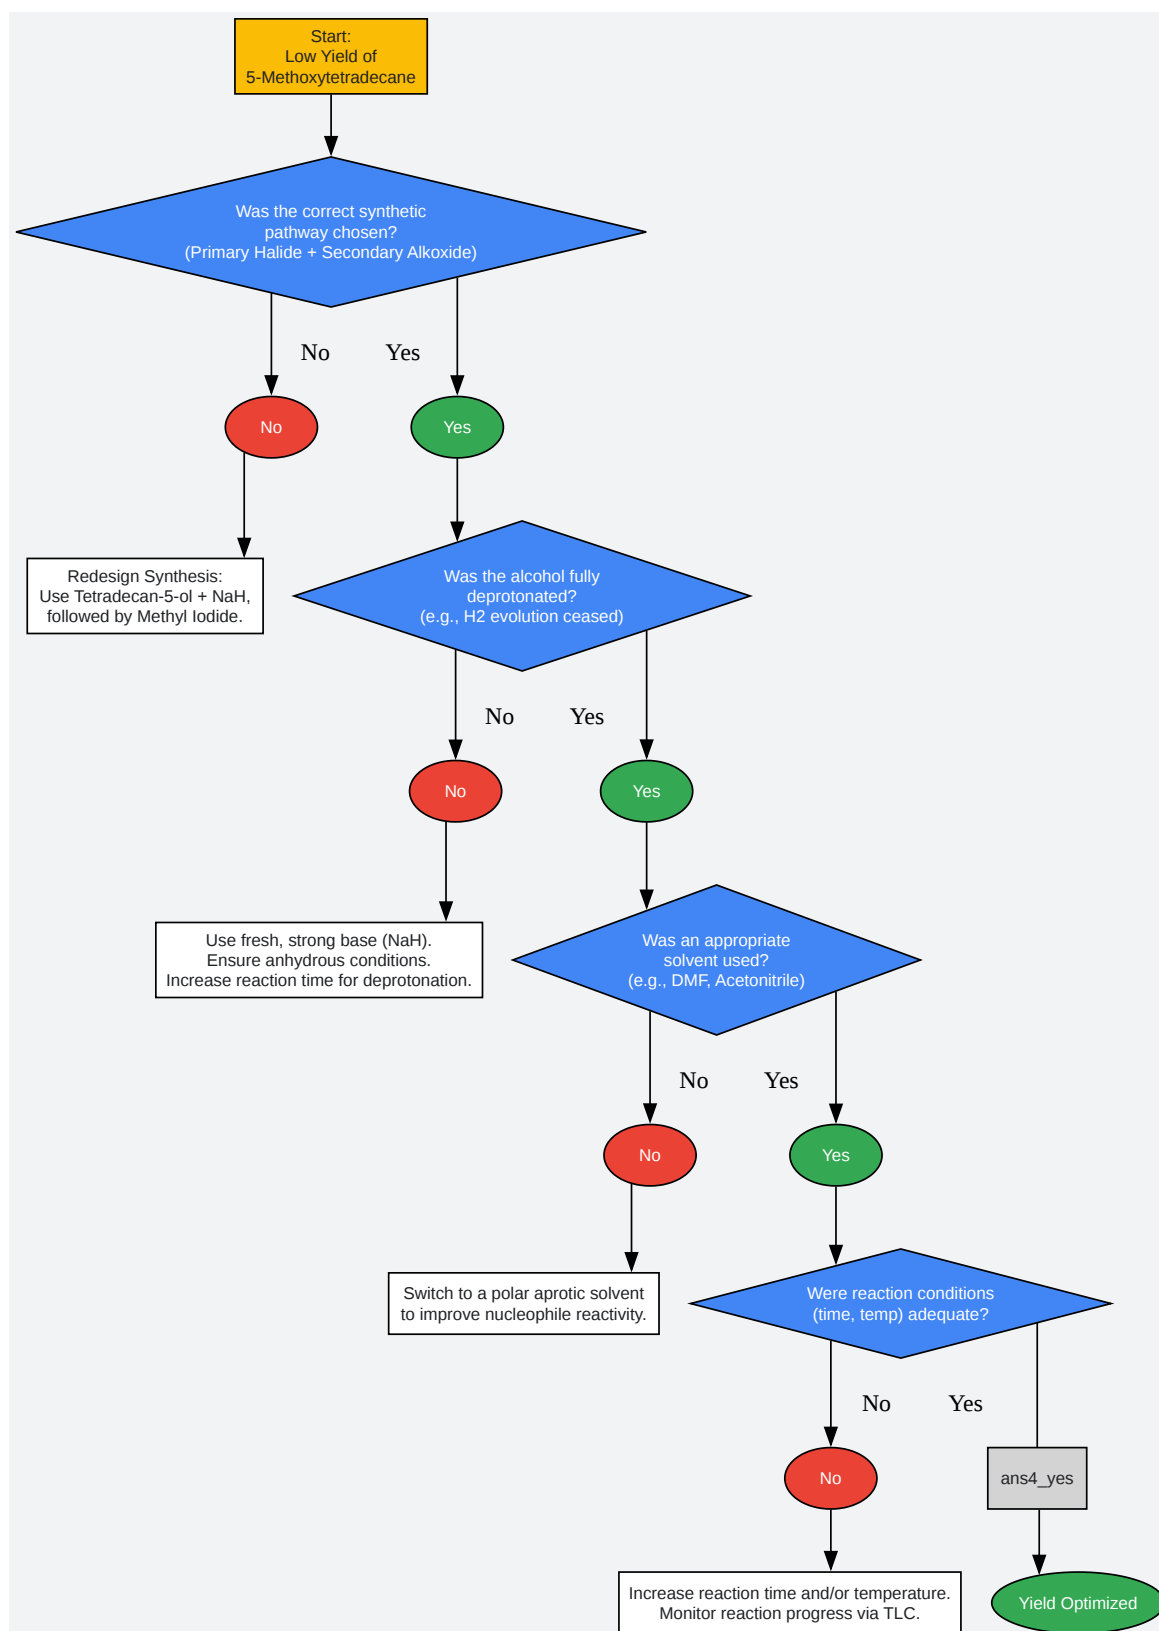 Start:
Low Yield of
5-Methoxytetradecane
Was the correct synthetic
pathway chosen?
(Primary Halide + Secondary Alkoxide)
No
Yes
No
Yes
Redesign Synthesis:
Use Tetradecan-5-ol + NaH,
followed by Methyl Iodide.
Was the alcohol fully
deprotonated?
(e.g., H2 evolution ceased)
No
Yes
No
Yes
Use fresh, strong base (NaH).
Ensure anhydrous conditions.
Increase reaction time for deprotonation.
Was an appropriate
solvent used?
(e.g., DMF, Acetonitrile)
No
Yes
No
Yes
Switch to a polar aprotic solvent
to improve nucleophile reactivity.
Were reaction conditions
(time, temp) adequate?
No
Yes
No
ans4_yes
Increase reaction time and/or temperature.
Monitor reaction progress via TLC.
Yield Optimized